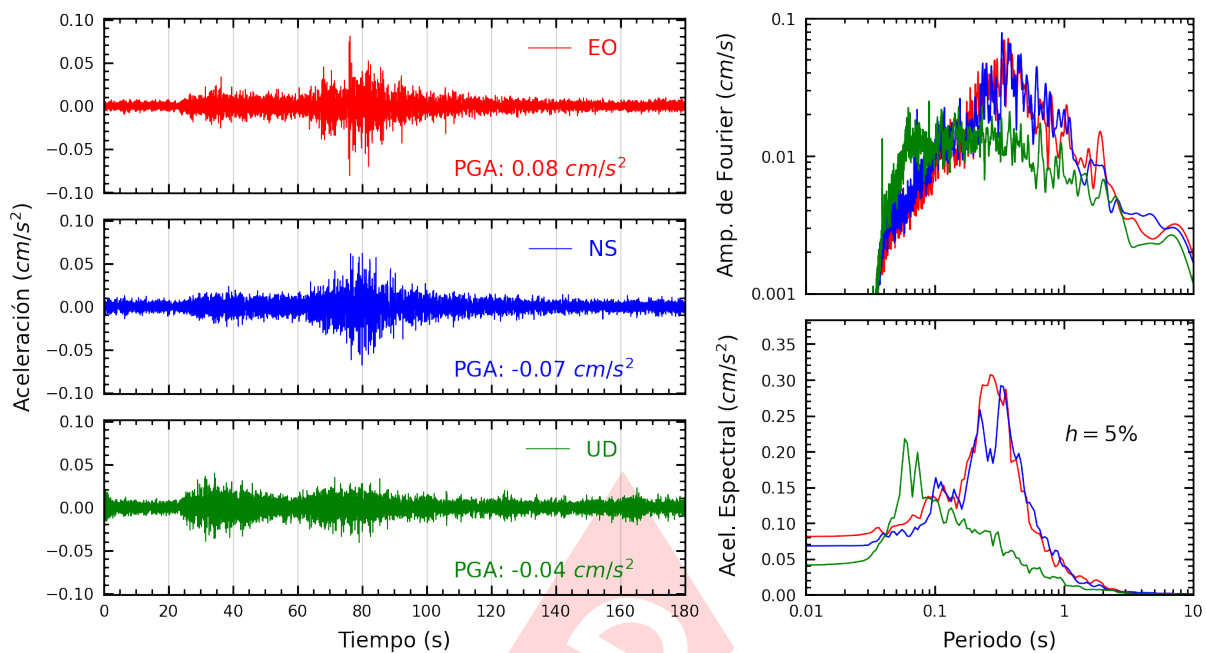 Aceleración (cm/s²)
0.10
0.05
0.00
−0.05
−0.10
EO
PGA: 0.08 cm/s²
0.10
0.05
0.00
−0.05
−0.10
NS
PGA: -0.07 cm/s²
0.10
0.05
0.00
−0.05
−0.10
UD
PGA: -0.04 cm/s²
0 20 40 60 80 100 120 140 160 180
Tiempo (s)
Amp. de Fourier (cm/s)
0.1
0.01
0.001
Acel. Espectral (cm/s²)
0.35
0.30
0.25
0.20
0.15
0.10
0.05
0.00
h = 5%
0.01 0.1 1 10
Periodo (s)